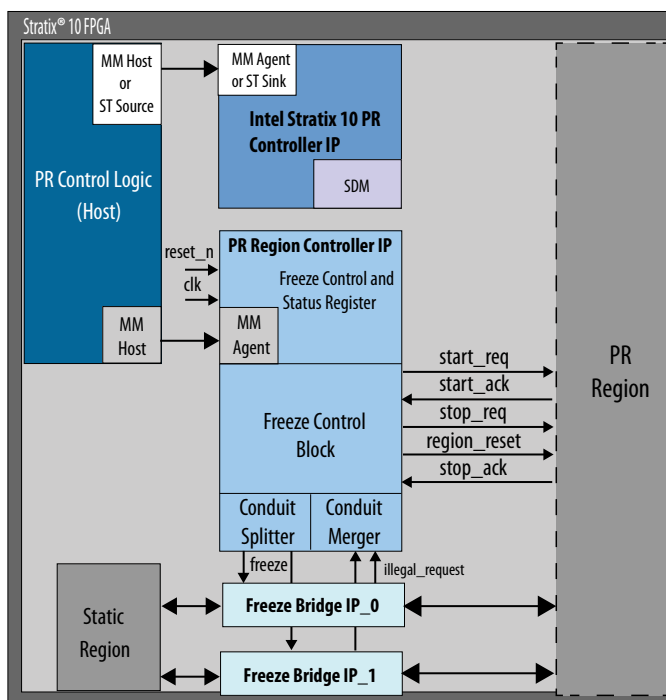 Stratix® 10 FPGA
MM Host
or
ST Source
MM Agent
or ST Sink
Intel Stratix 10 PR
Controller IP
SDM
PR Control Logic
(Host)
reset_n
clk
PR Region Controller IP
Freeze Control and
Status Register
MM
Host
MM
Agent
start_req
start_ack
stop_req
region_reset
stop_ack
PR
Region
Freeze Control
Block
Conduit
Splitter
Conduit
Merger
freeze
illegal_request
Static
Region
Freeze Bridge IP_0
Freeze Bridge IP_1